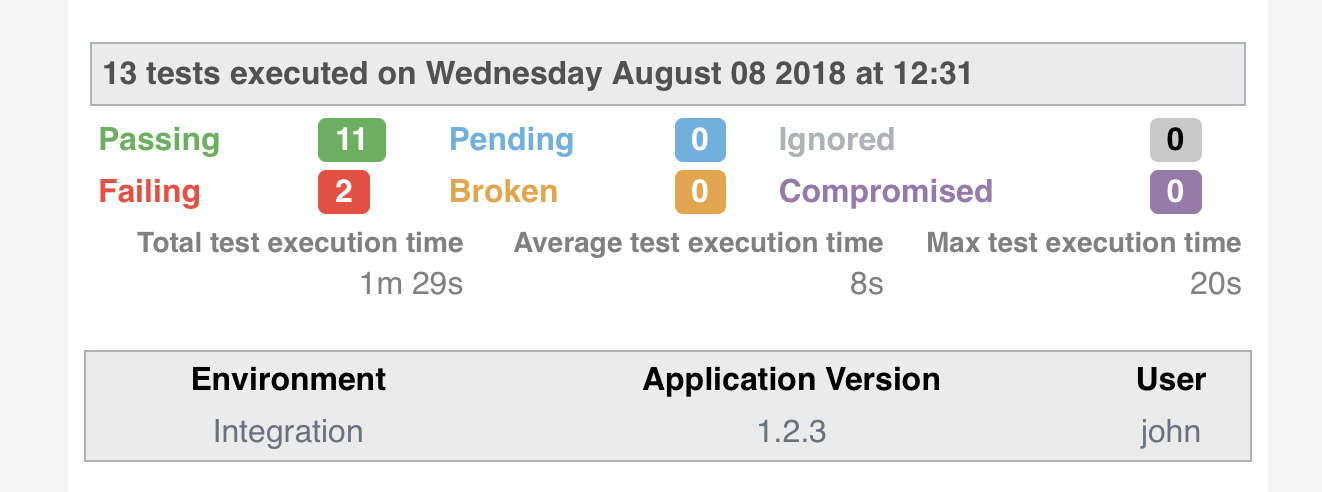 13 tests executed on Wednesday August 08 2018 at 12:31
Passing 11 Pending 0 Ignored 0
Failing 2 Broken 0 Compromised 0
Total test execution time Average test execution time Max test execution time
1m 29s 8s 20s
Environment Application Version User
Integration 1.2.3 john